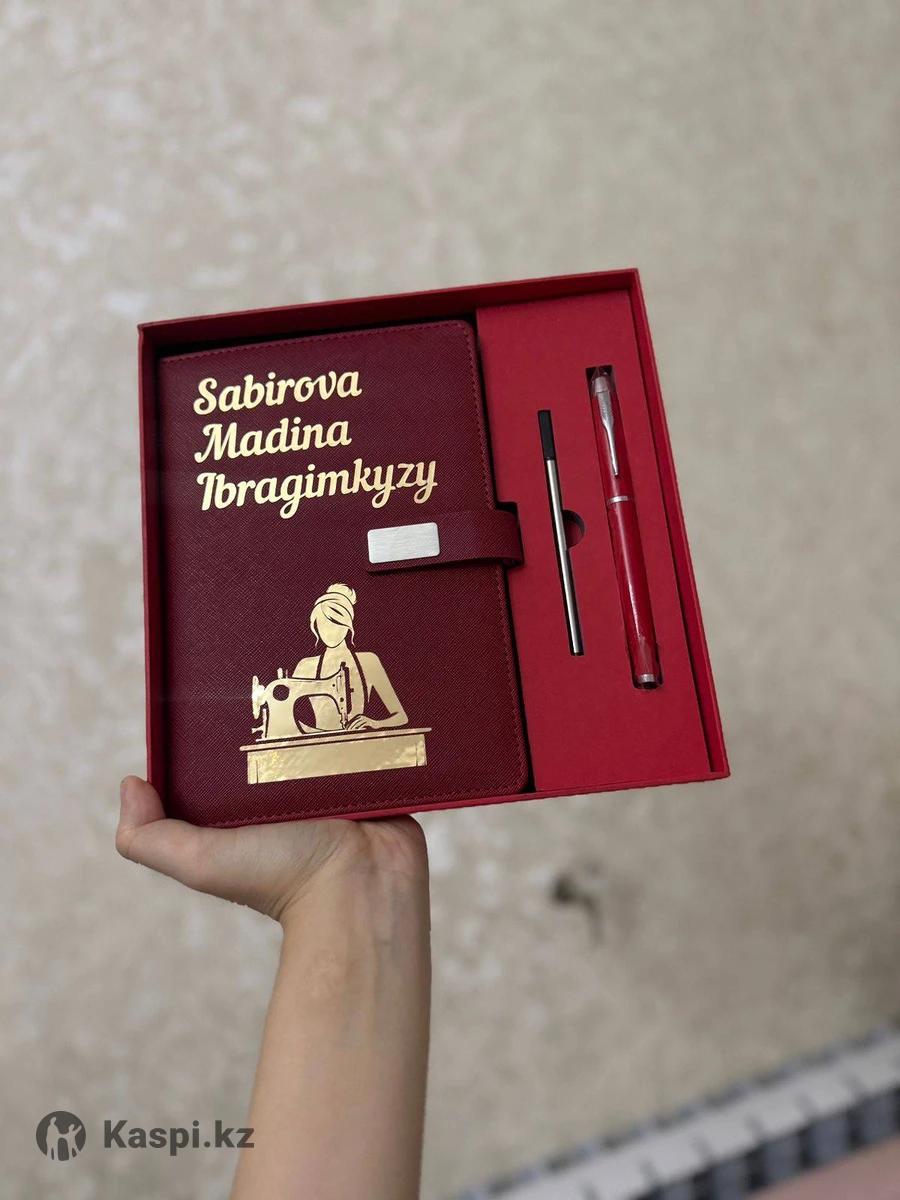 Sabirova
Madina
Ibragimkyzy
Kaspi.kz